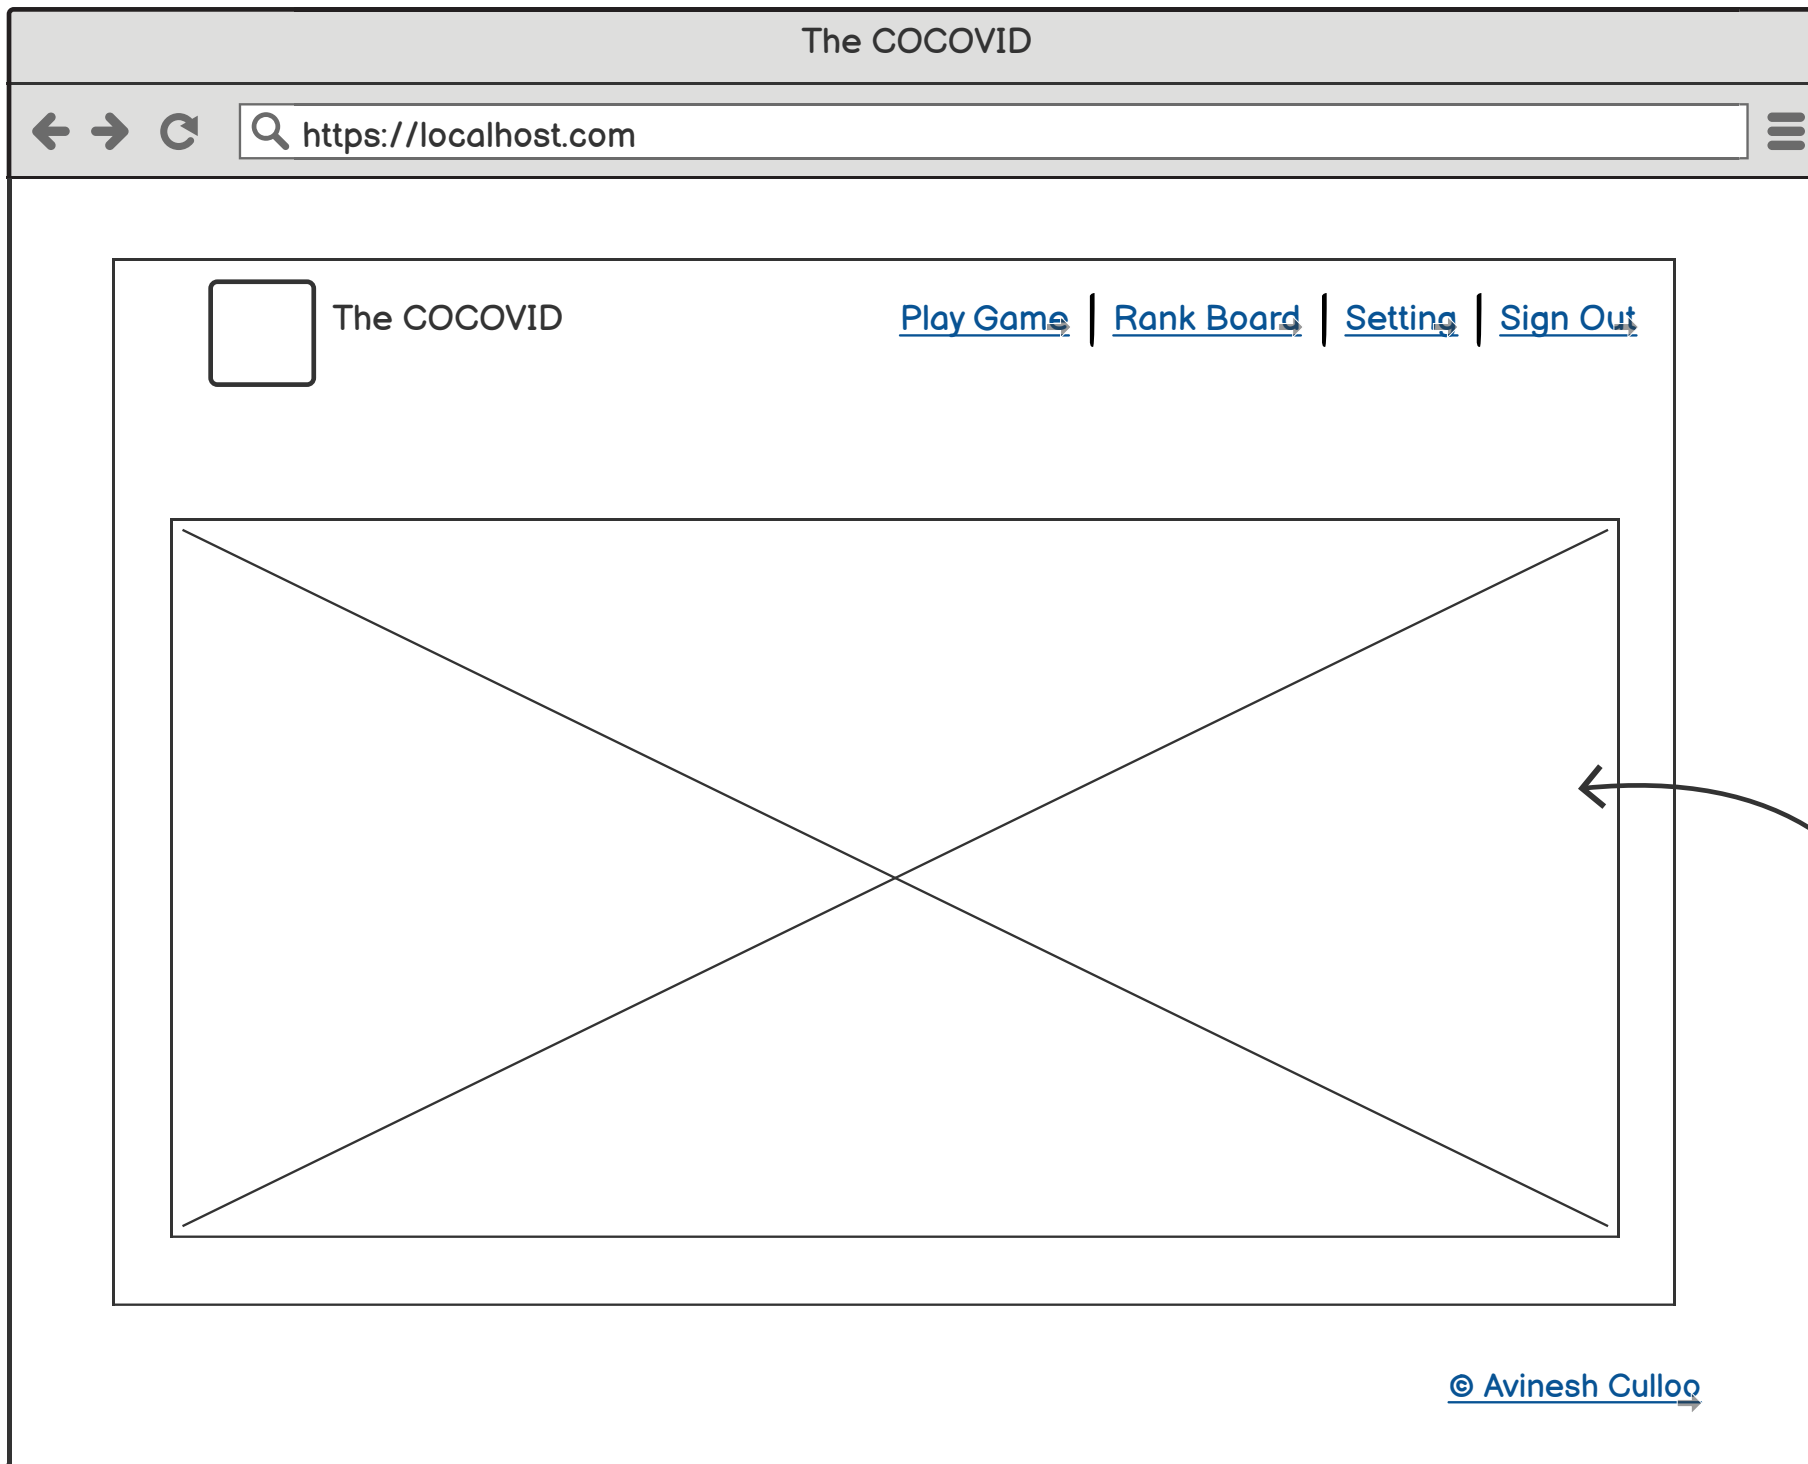 The COCOVID
https://localhost.com
The COCOVID
Play Game | Rank Board | Setting | Sign Out
© Avinesh Culloo